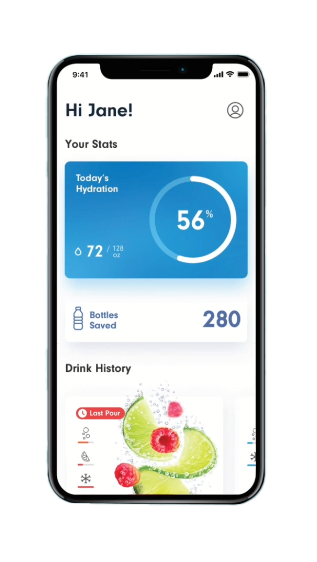 9:41
Hi Jane!
Your Stats
Today's
Hydration
56%
72 / 128
oz
Bottles
Saved
280
Drink History
Last Pour